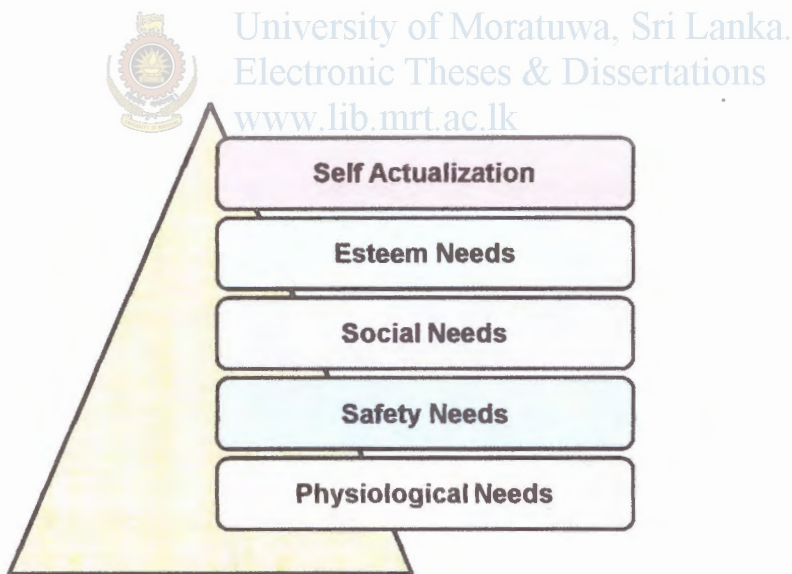 University of Moratuwa, Sri Lanka.
Electronic Theses & Dissertations
www.lib.mrt.ac.lk
Self Actualization
Esteem Needs
Social Needs
Safety Needs
Physiological Needs